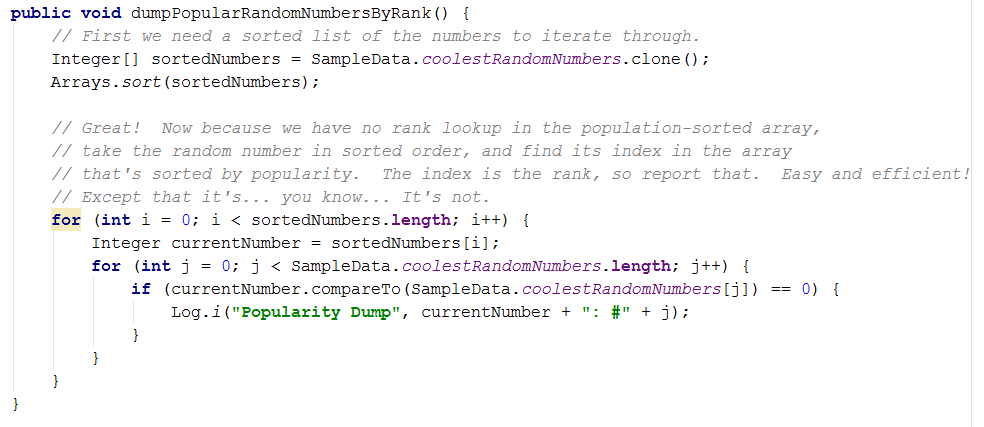 public void dumpPopularRandomNumbersByRank() {
    // First we need a sorted list of the numbers to iterate through.
    Integer[] sortedNumbers = SampleData.coolestRandomNumbers.clone();
    Arrays.sort(sortedNumbers);

    // Great!  Now because we have no rank lookup in the population-sorted array,
    // take the random number in sorted order, and find its index in the array
    // that's sorted by popularity.  The index is the rank, so report that.  Easy and efficient!
    // Except that it's... you know... It's not.
    for (int i = 0; i < sortedNumbers.length; i++) {
        Integer currentNumber = sortedNumbers[i];
        for (int j = 0; j < SampleData.coolestRandomNumbers.length; j++) {
            if (currentNumber.compareTo(SampleData.coolestRandomNumbers[j]) == 0) {
                Log.i("Popularity Dump", currentNumber + ": #" + j);
            }
        }
    }
}